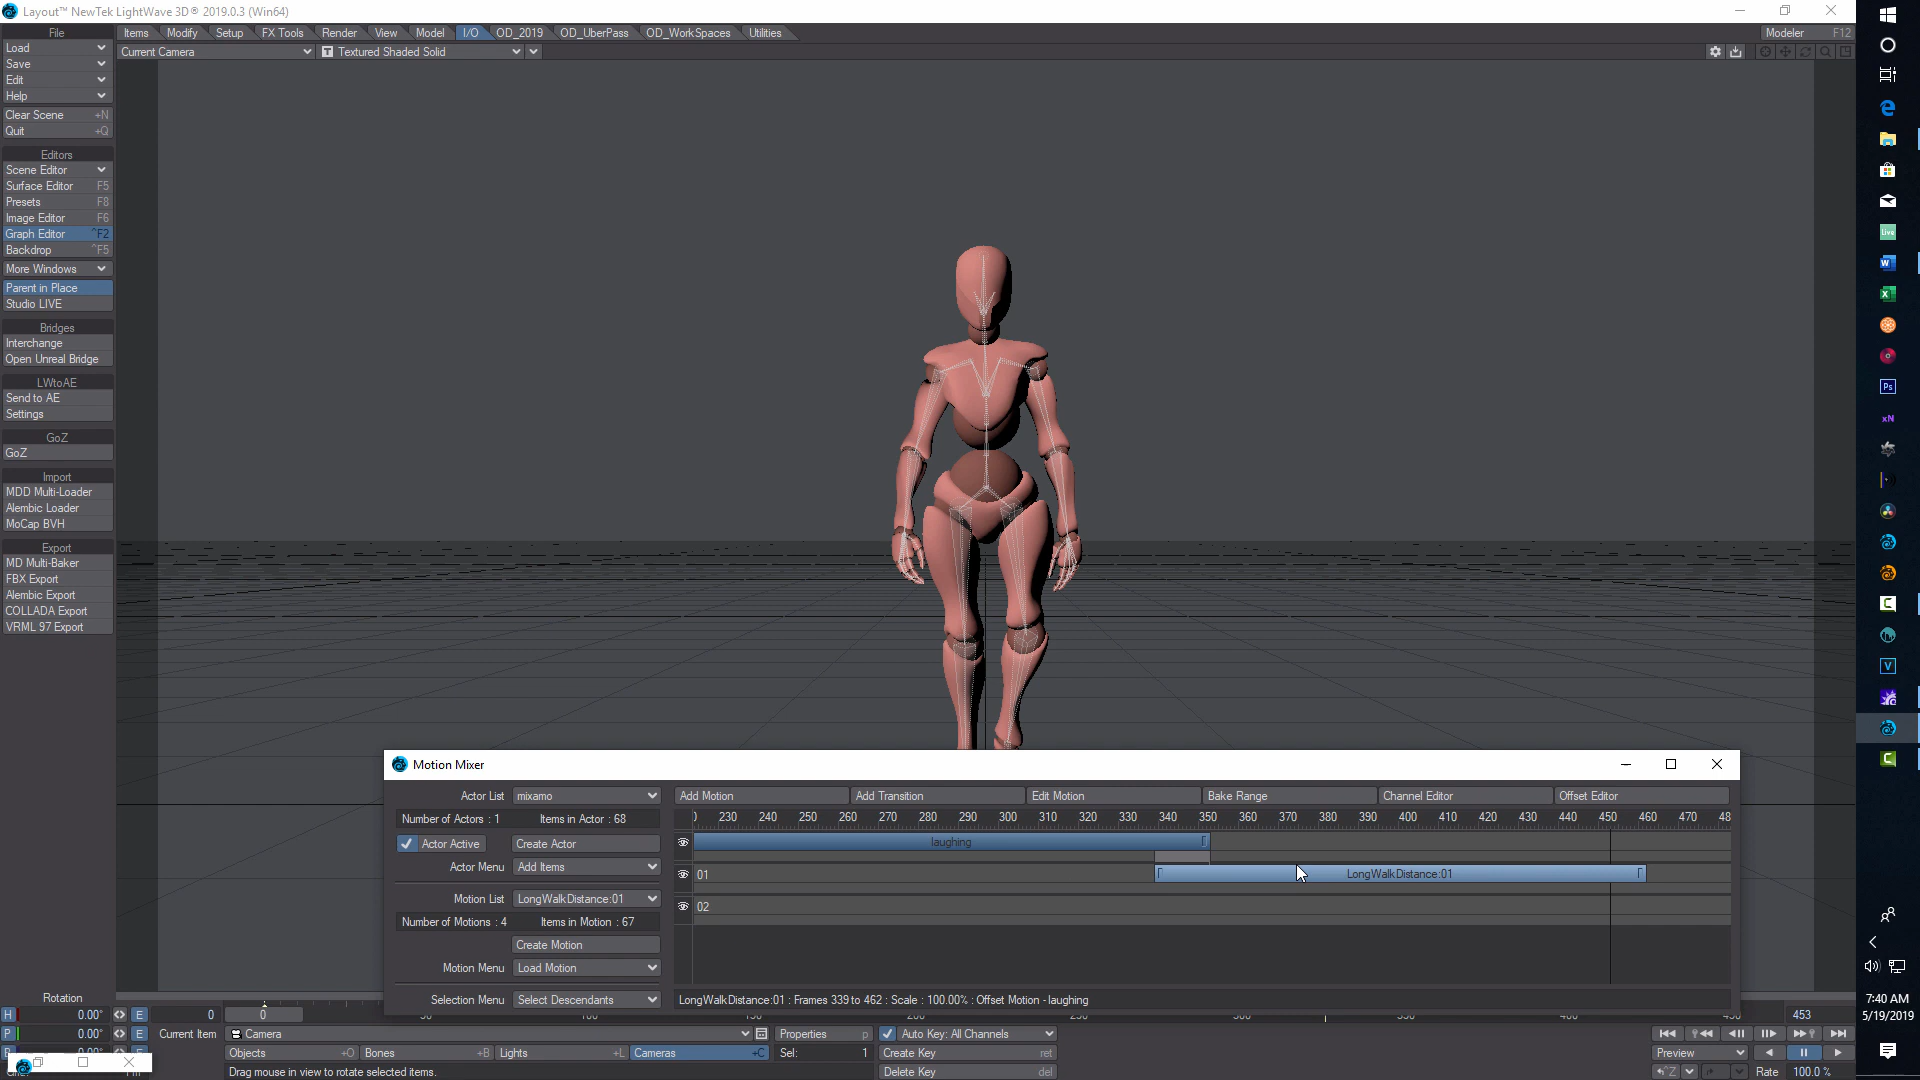 Layout™ NewTek LightWave 3D® 2019.0.3 (Win64)
File Items Modify Setup FX Tools Render View Model I/O OD_2019 OD_UberPass OD_WorkSpaces Utilities Modeler F12
Load Current Camera T Textured Shaded Solid
Save
Edit
Help
Clear Scene +N
Quit +Q
Editors
Scene Editor
Surface Editor F5
Presets F8
Image Editor F6
Graph Editor ^F2
Backdrop ^F5
More Windows
Parent in Place
Studio LIVE
Bridges
Interchange
Open Unreal Bridge
LWtoAE
Send to AE
Settings
GoZ
GoZ
Import
MDD Multi-Loader
Alembic Loader
MoCap BVH
Export
MD Multi-Baker
FBX Export
Alembic Export
COLLADA Export
VRML 97 Export
Motion Mixer
Actor List mixamo Add Motion Add Transition Edit Motion Bake Range Channel Editor Offset Editor
Number of Actors : 1 Items in Actor : 68 230 240 250 260 270 280 290 300 310 320 330 340 350 360 370 380 390 400 410 420 430 440 450 460 470 48
Actor Active Create Actor laughing
Actor Menu Add Items 01 LongWalkDistance:01
Motion List LongWalkDistance:01 02
Number of Motions : 4 Items in Motion : 67
Create Motion
Motion Menu Load Motion
Selection Menu Select Descendants LongWalkDistance:01 : Frames 339 to 462 : Scale : 100.00% : Offset Motion - laughing
Rotation
H 0.00° E 0 0 453
P 0.00° E Current Item Camera Properties p Auto Key: All Channels
Objects +O Bones +B Lights +L Cameras +C Sel: 1 Create Key ret Preview
Drag mouse in view to rotate selected items. Delete Key del ^Z Rate 100.0 %
Live
W
X
Ps
xN
C
V
C
7:40 AM
5/19/2019